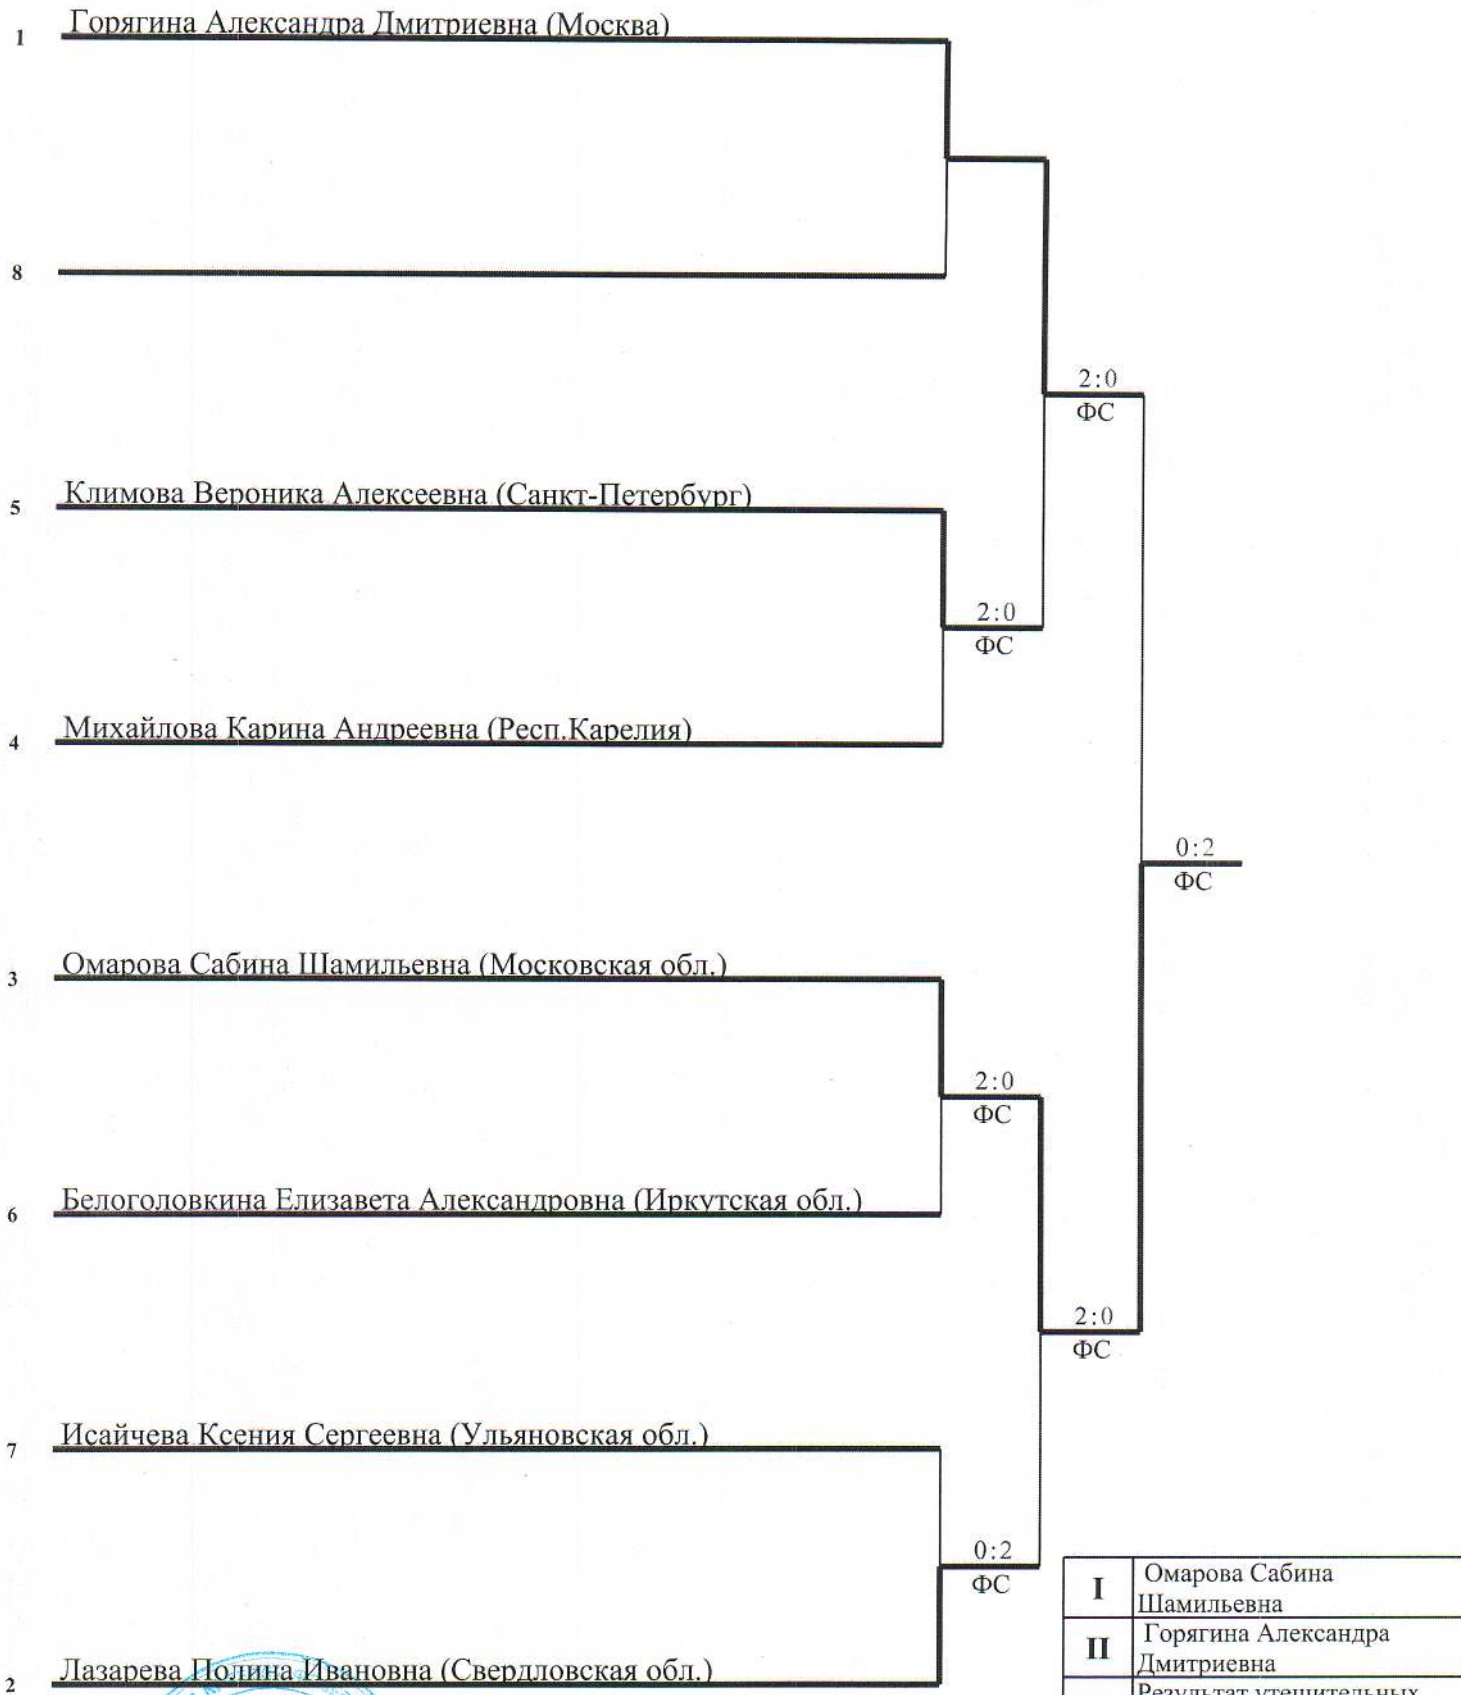 1 Горягина Александра Дмитриевна (Москва)
8
2:0
ФС
5 Климова Вероника Алексеевна (Санкт-Петербург)
2:0
ФС
4 Михайлова Карина Андреевна (Респ.Карелия)
0:2
ФС
3 Омарова Сабина Шамильевна (Московская обл.)
2:0
ФС
6 Белоголовкина Елизавета Александровна (Иркутская обл.)
2:0
ФС
7 Исайчева Ксения Сергеевна (Ульяновская обл.)
0:2
ФС
I Омарова Сабина
Шамильевна
II Горягина Александра
Дмитриевна
2 Лазарева Полина Ивановна (Свердловская обл.)
Результат утешительных